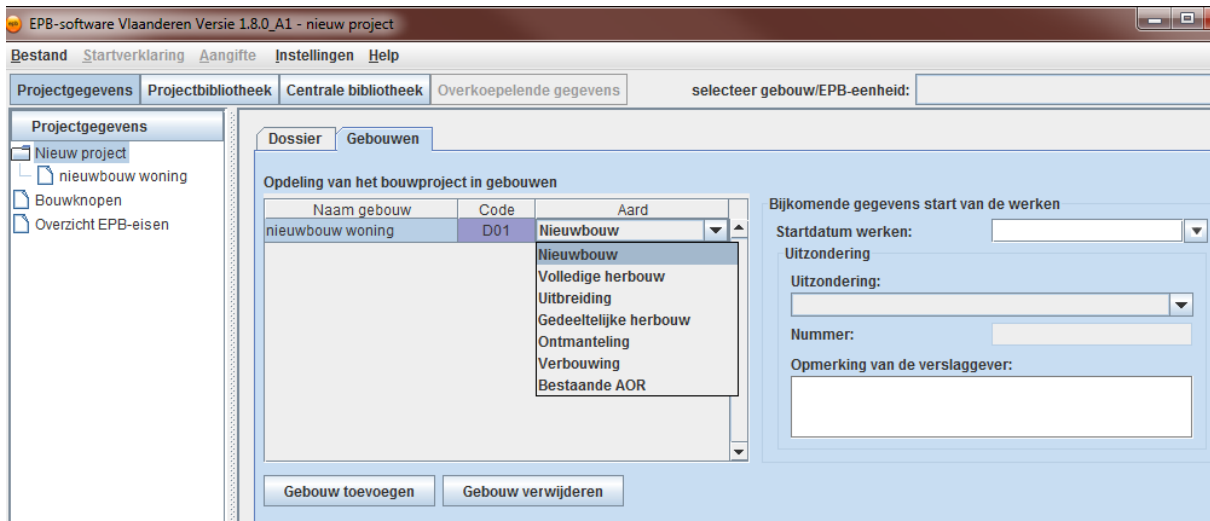 EPB-software Vlaanderen Versie 1.8.0_A1 - nieuw project
Bestand Startverklaring Aangifte Instellingen Help
Projectgegevens Projectbibliotheek Centrale bibliotheek Overkoepelende gegevens selecteer gebouw/EPB-eenheid:
Projectgegevens
Nieuw project
nieuwbouw woning
Bouwknopen
Overzicht EPB-eisen
Dossier Gebouwen
Opdeling van het bouwproject in gebouwen
Naam gebouw Code Aard
nieuwbouw woning D01 Nieuwbouw
Nieuwbouw
Volledige herbouw
Uitbreiding
Gedeeltelijke herbouw
Ontmanteling
Verbouwing
Bestaande AOR
Gebouw toevoegen Gebouw verwijderen
Bijkomende gegevens start van de werken
Startdatum werken:
Uitzondering
Uitzondering:
Nummer:
Opmerking van de verslaggever: